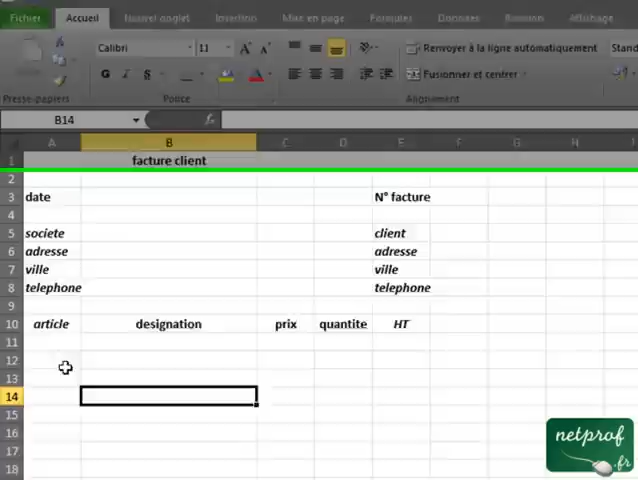 Fichier Accueil Nouvel onglet Insertion Mise en page Formules Données Révision Affichage
Calibri 11 A A Renvoyer à la ligne automatiquement Stand
G I S A Fusionner et centrer
Presse-papiers Police Alignement
B14 fx
A B C D E F G H
1 facture client
2
3 date N° facture
4
5 societe client
6 adresse adresse
7 ville ville
8 telephone telephone
9
10 article designation prix quantite HT
11
12
13
14
15
16
17
18
netprof
.fr